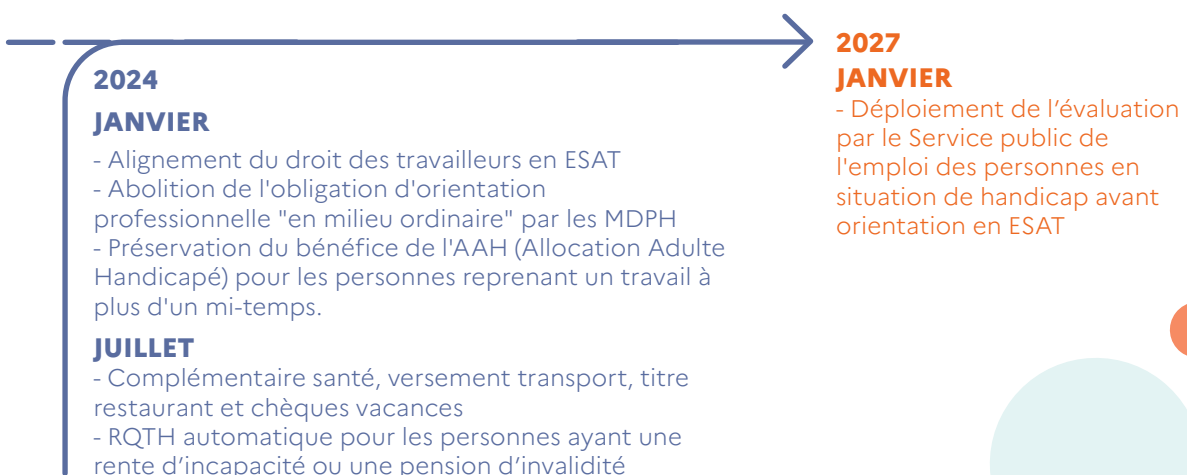 2024
JANVIER
- Alignement du droit des travailleurs en ESAT
- Abolition de l'obligation d'orientation
professionnelle "en milieu ordinaire" par les MDPH
- Préservation du bénéfice de l'AAH (Allocation Adulte
Handicapé) pour les personnes reprenant un travail à
plus d'un mi-temps.
JUILLET
- Complémentaire santé, versement transport, titre
restaurant et chèques vacances
- RQTH automatique pour les personnes ayant une
rente d’incapacité ou une pension d’invalidité
2027
JANVIER
- Déploiement de l’évaluation
par le Service public de
l'emploi des personnes en
situation de handicap avant
orientation en ESAT